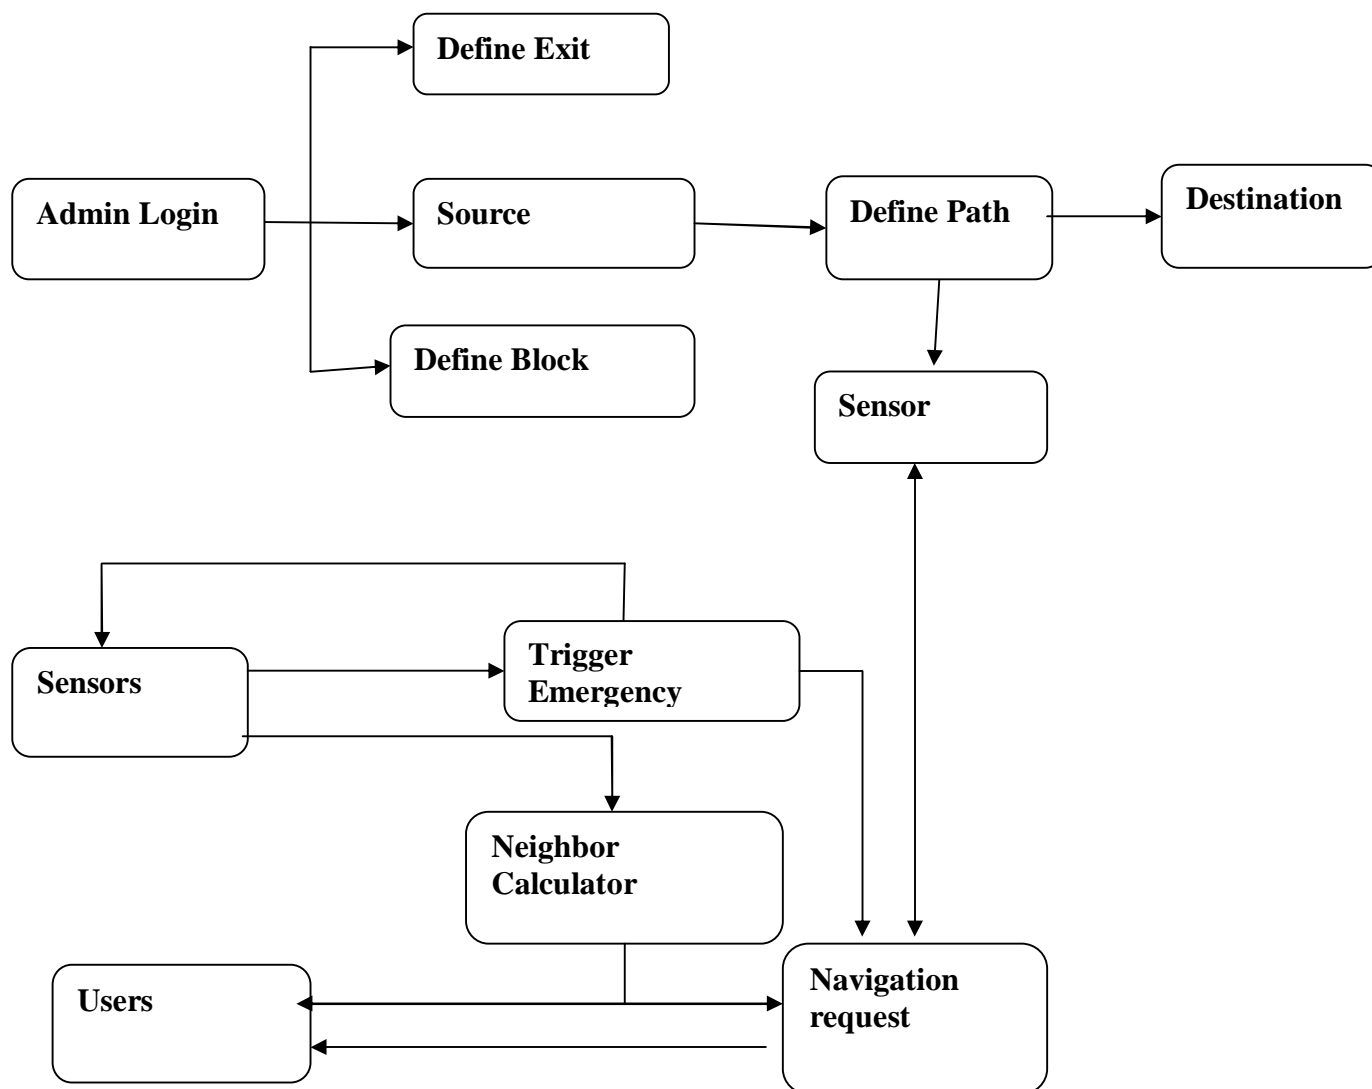 Define Exit
Admin Login
Source
Define Path
Destination
Define Block
Sensor
Sensors
Trigger
Emergency
Neighbor
Calculator
Users
Navigation
request